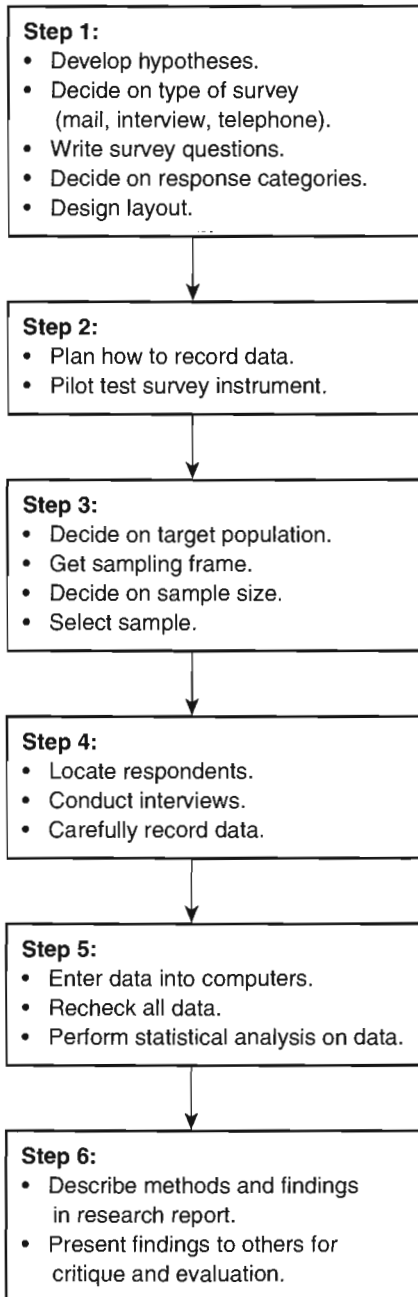 Step 1:
• Develop hypotheses.
• Decide on type of survey
(mail, interview, telephone).
• Write survey questions.
• Decide on response categories.
• Design layout.
Step 2:
• Plan how to record data.
• Pilot test survey instrument.
Step 3:
• Decide on target population.
• Get sampling frame.
• Decide on sample size.
• Select sample.
Step 4:
• Locate respondents.
• Conduct interviews.
• Carefully record data.
Step 5:
• Enter data into computers.
• Recheck all data.
• Perform statistical analysis on data.
Step 6:
• Describe methods and findings
in research report.
• Present findings to others for
critique and evaluation.